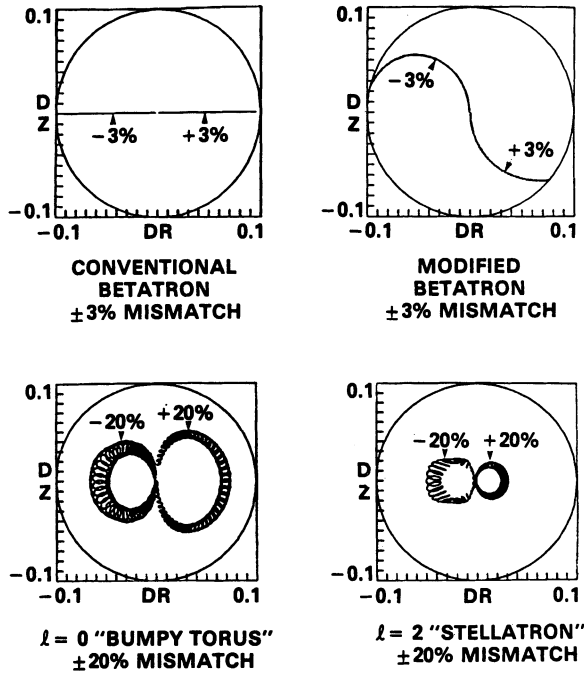 0.1
D
Z
−3% +3%
−0.1
−0.1 DR 0.1
CONVENTIONAL
BETATRON
±3% MISMATCH
0.1
D
Z
−3%
+3%
−0.1
−0.1 DR 0.1
MODIFIED
BETATRON
±3% MISMATCH
0.1
D
Z
−20% +20%
−0.1
−0.1 DR 0.1
ℓ = 0 "BUMPY TORUS"
±20% MISMATCH
0.1
D
Z
−20% +20%
−0.1
−0.1 DR 0.1
ℓ = 2 "STELLATRON"
±20% MISMATCH